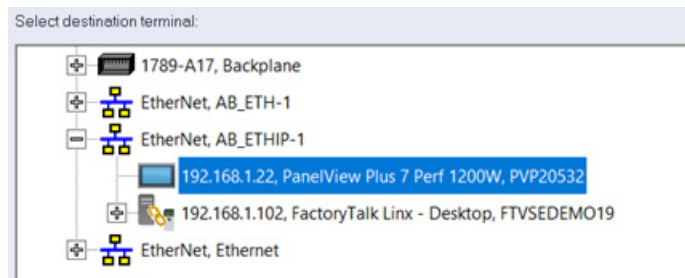 Select destination terminal:
1789-A17, Backplane
EtherNet, AB_ETH-1
EtherNet, AB_ETHIP-1
192.168.1.22, PanelView Plus 7 Perf 1200W, PVP20532
192.168.1.102, FactoryTalk Linx - Desktop, FTVSEDEMO19
EtherNet, Ethernet